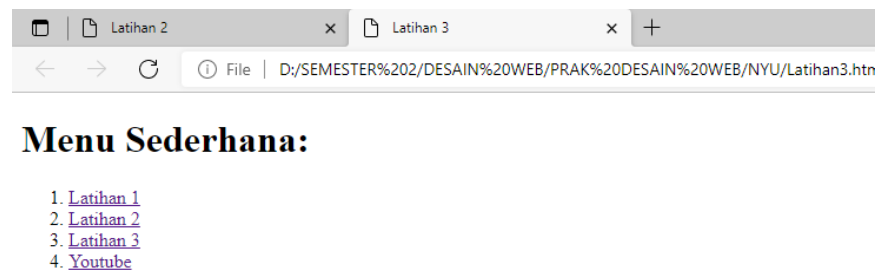 Latihan 2
Latihan 3
File
D:/SEMESTER%202/DESAIN%20WEB/PRAK%20DESAIN%20WEB/NYU/Latihan3.htm
Menu Sederhana:
1. Latihan 1
2. Latihan 2
3. Latihan 3
4. Youtube